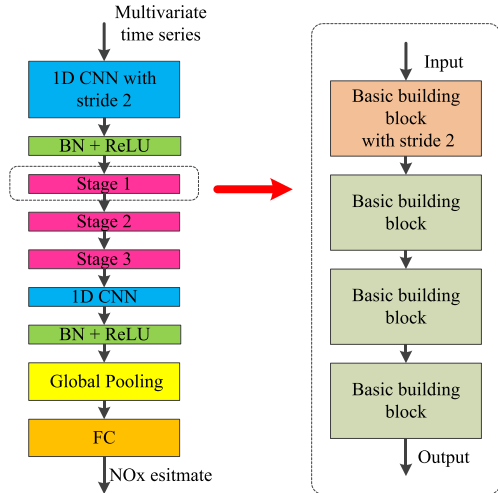 Multivariate
time series
1D CNN with
stride 2
BN + ReLU
Stage 1
Stage 2
Stage 3
1D CNN
BN + ReLU
Global Pooling
FC
NOx esitmate
Input
Basic building
block
with stride 2
Basic building
block
Basic building
block
Basic building
block
Output